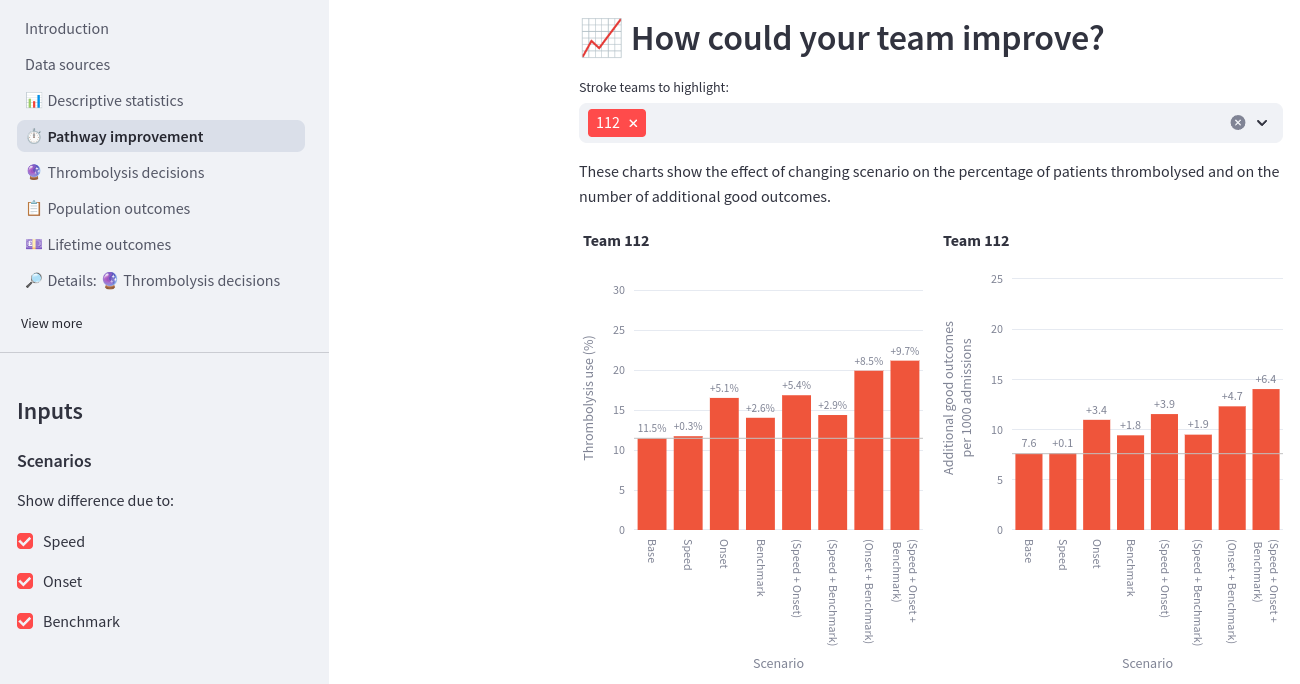 Introduction
Data sources
📊 Descriptive statistics
⏱️ Pathway improvement
🔮 Thrombolysis decisions
📋 Population outcomes
💷 Lifetime outcomes
🔎 Details: 🔮 Thrombolysis decisions
View more
Inputs
Scenarios
Show difference due to:
Speed
Onset
Benchmark
📈 How could your team improve?
Stroke teams to highlight:
112 ×
These charts show the effect of changing scenario on the percentage of patients thrombolysed and on the
number of additional good outcomes.
Team 112
Thrombolysis use (%)
30
25
20
15
10
5
0
11.5%
+0.3%
+5.1%
+2.6%
+5.4%
+2.9%
+8.5%
+9.7%
Base
Speed
Onset
Benchmark
(Speed + Onset)
(Speed + Benchmark)
(Onset + Benchmark)
(Speed + Onset +
Benchmark)
Scenario
Team 112
Additional good outcomes
per 1000 admissions
25
20
15
10
5
0
7.6
+0.1
+3.4
+1.8
+3.9
+1.9
+4.7
+6.4
Base
Speed
Onset
Benchmark
(Speed + Onset)
(Speed + Benchmark)
(Onset + Benchmark)
(Speed + Onset +
Benchmark)
Scenario